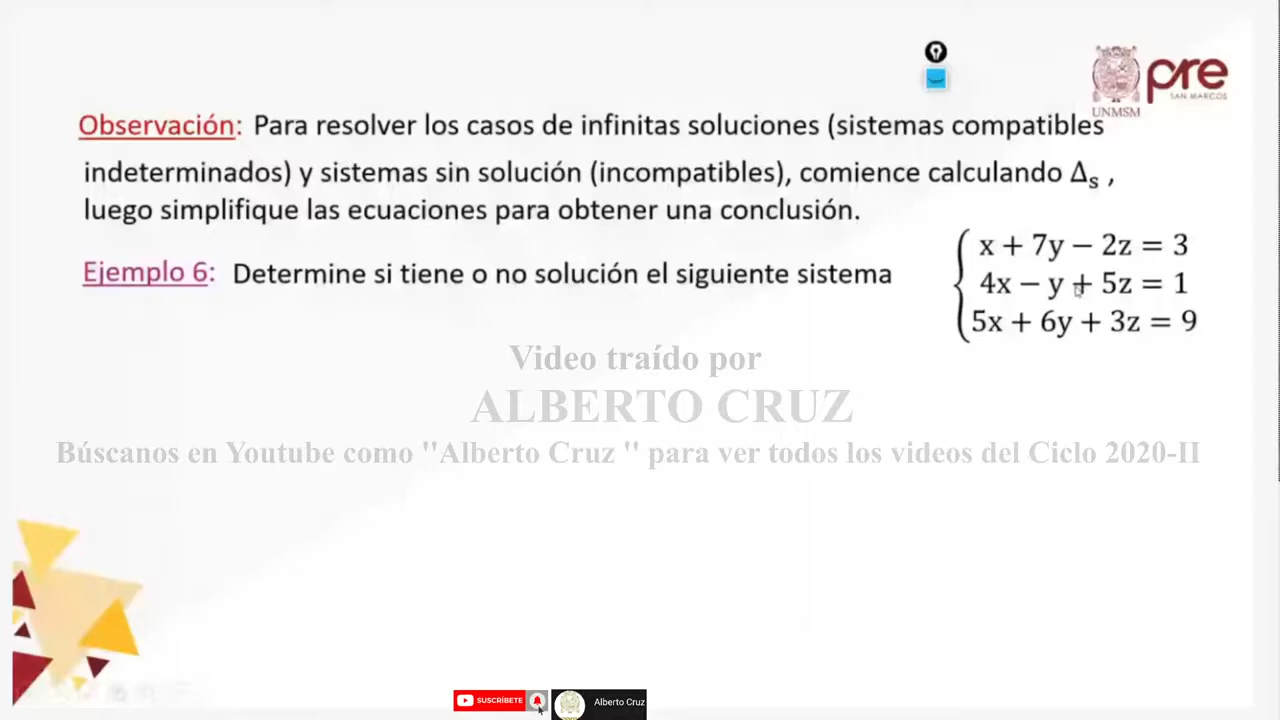 pre
SAN MARCOS
UNMSM
Observación: Para resolver los casos de infinitas soluciones (sistemas compatibles
indeterminados) y sistemas sin solución (incompatibles), comience calculando Δₛ ,
luego simplifique las ecuaciones para obtener una conclusión.
Ejemplo 6: Determine si tiene o no solución el siguiente sistema
x + 7y − 2z = 3
4x − y + 5z = 1
5x + 6y + 3z = 9
Video traído por
ALBERTO CRUZ
Búscanos en Youtube como "Alberto Cruz " para ver todos los videos del Ciclo 2020-II
SUSCRÍBETE
Alberto Cruz